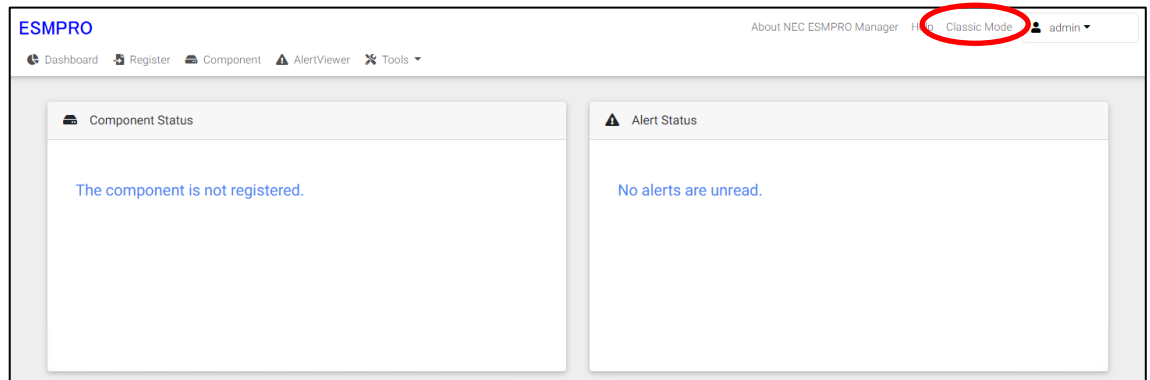 ESMPRO
About NEC ESMPRO Manager Help Classic Mode admin
Dashboard Register Component AlertViewer Tools
Component Status
Alert Status
The component is not registered.
No alerts are unread.